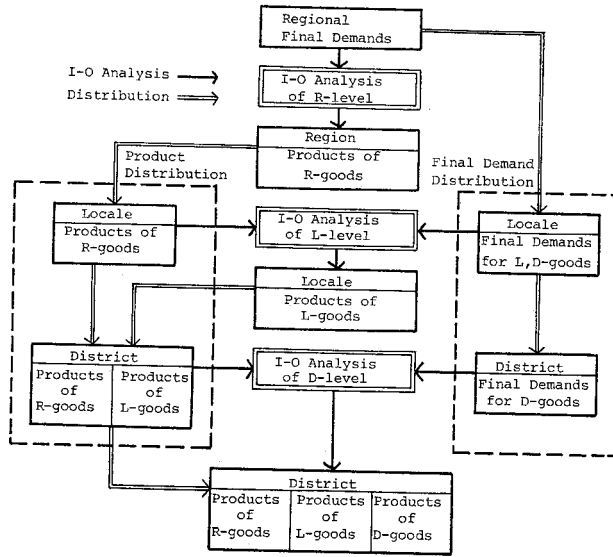 Regional
Final Demands
I-O Analysis
Distribution
I-O Analysis
of R-level
Region
Products of
R-goods
Product
Distribution
Final Demand
Distribution
Locale
Products of
R-goods
I-O Analysis
of L-level
Locale
Final Demands
for L,D-goods
Locale
Products of
L-goods
District
Products
of
R-goods
Products
of
L-goods
I-O Analysis
of D-level
District
Final Demands
for D-goods
District
Products
of
R-goods
Products
of
L-goods
Products
of
D-goods